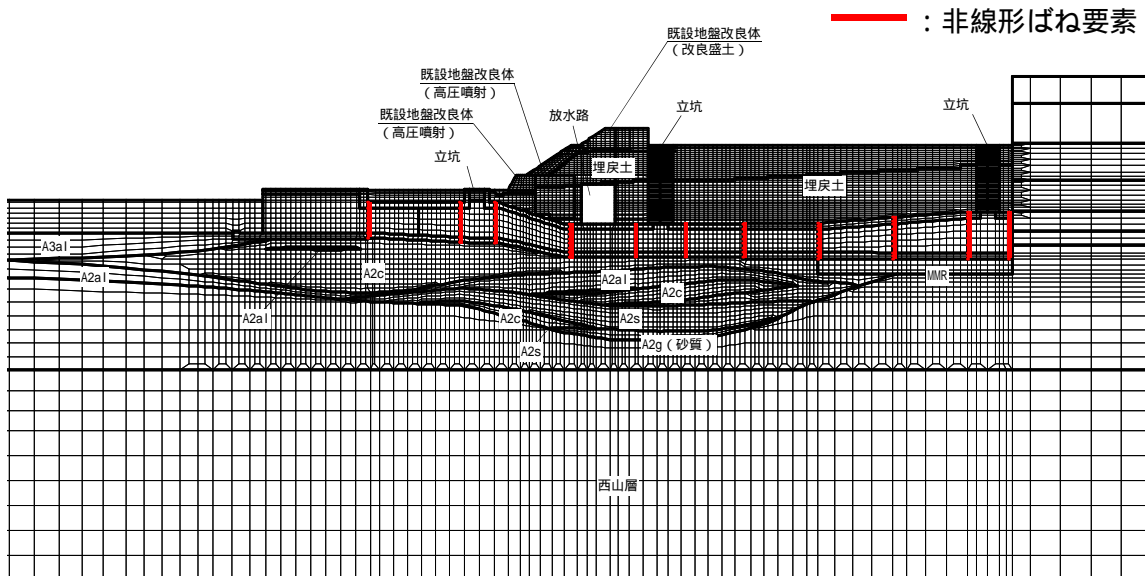 ：非線形ばね要素
既設地盤改良体
（改良盛土）
既設地盤改良体
（高圧噴射）
既設地盤改良体
（高圧噴射）
放水路
立坑
立坑
立坑
埋戻土
埋戻土
A3al
A2al
A2c
A2al
A2al
A2c
A2c
A2s
A2s
A2g（砂質）
MMR
西山層